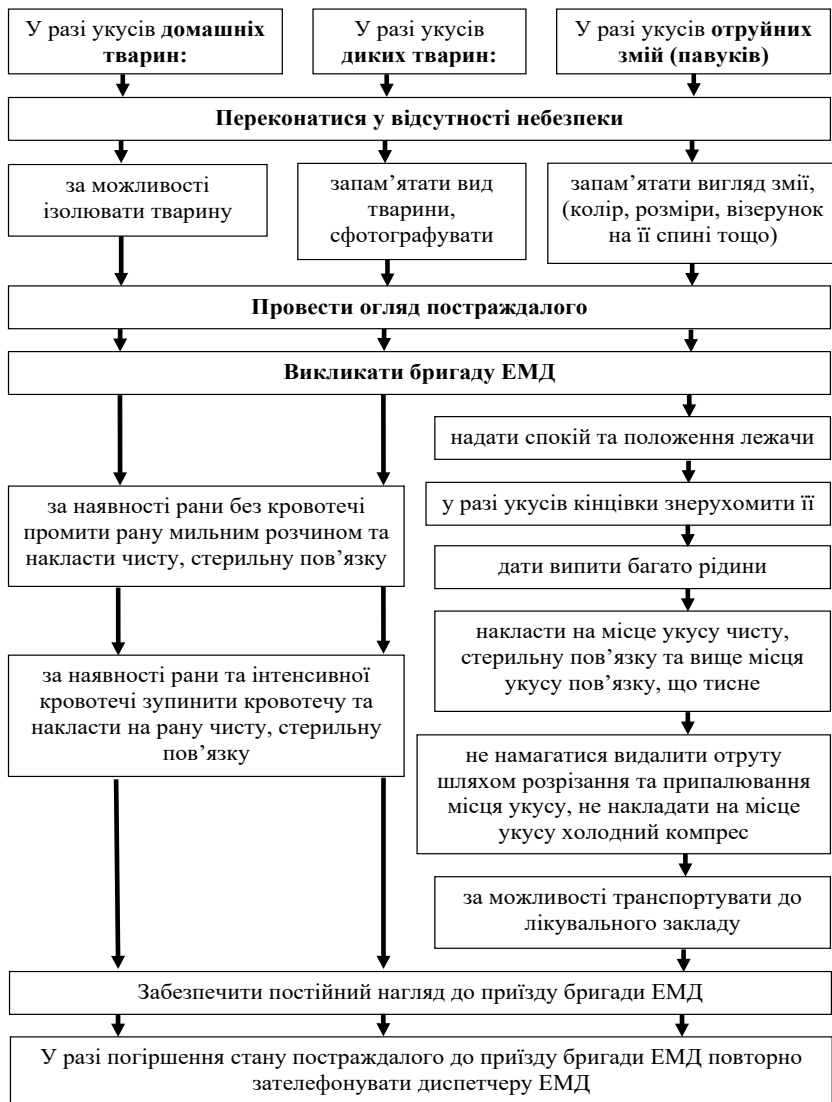 У разі укусів домашніх
тварин:
У разі укусів
диких тварин:
У разі укусів отруйних
змій (павуків)
Переконатися у відсутності небезпеки
за можливості
ізолювати тварину
запам’ятати вид
тварини,
сфотографувати
запам’ятати вигляд змії,
(колір, розміри, візерунок
на її спині тощо)
Провести огляд постраждалого
Викликати бригаду ЕМД
за наявності рани без кровотечі
промити рану мильним розчином та
накласти чисту, стерильну пов’язку
за наявності рани та інтенсивної
кровотечі зупинити кровотечу та
накласти на рану чисту, стерильну
пов’язку
надати спокій та положення лежачи
у разі укусів кінцівки знерухомити її
дати випити багато рідини
накласти на місце укусу чисту,
стерильну пов’язку та вище місця
укусу пов’язку, що тисне
не намагатися видалити отруту
шляхом розрізання та припалювання
місця укусу, не накладати на місце
укусу холодний компрес
за можливості транспортувати до
лікувального закладу
Забезпечити постійний нагляд до приїзду бригади ЕМД
У разі погіршення стану постраждалого до приїзду бригади ЕМД повторно
зателефонувати диспетчеру ЕМД